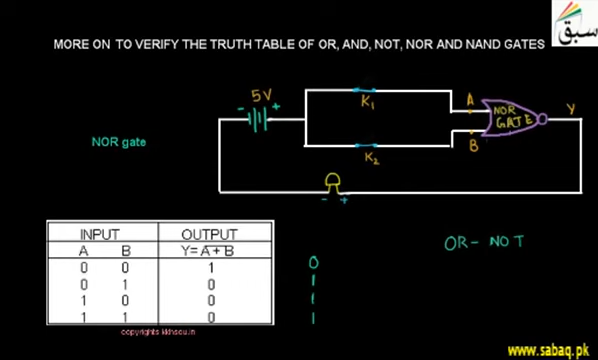 MORE ON TO VERIFY THE TRUTH TABLE OF OR, AND, NOT, NOR AND NAND GATES
سبق
5V
- +
K1
A
NOR
GATE
Y
NOR gate
K2
B
- +
INPUT OUTPUT
A B Y=A̅ ̅+̅ ̅B̅
0 0 1
0 1 0
1 0 0
1 1 0
0
1
1
1
OR - NOT
copyrights kkhsou.in
www.sabaq.pk